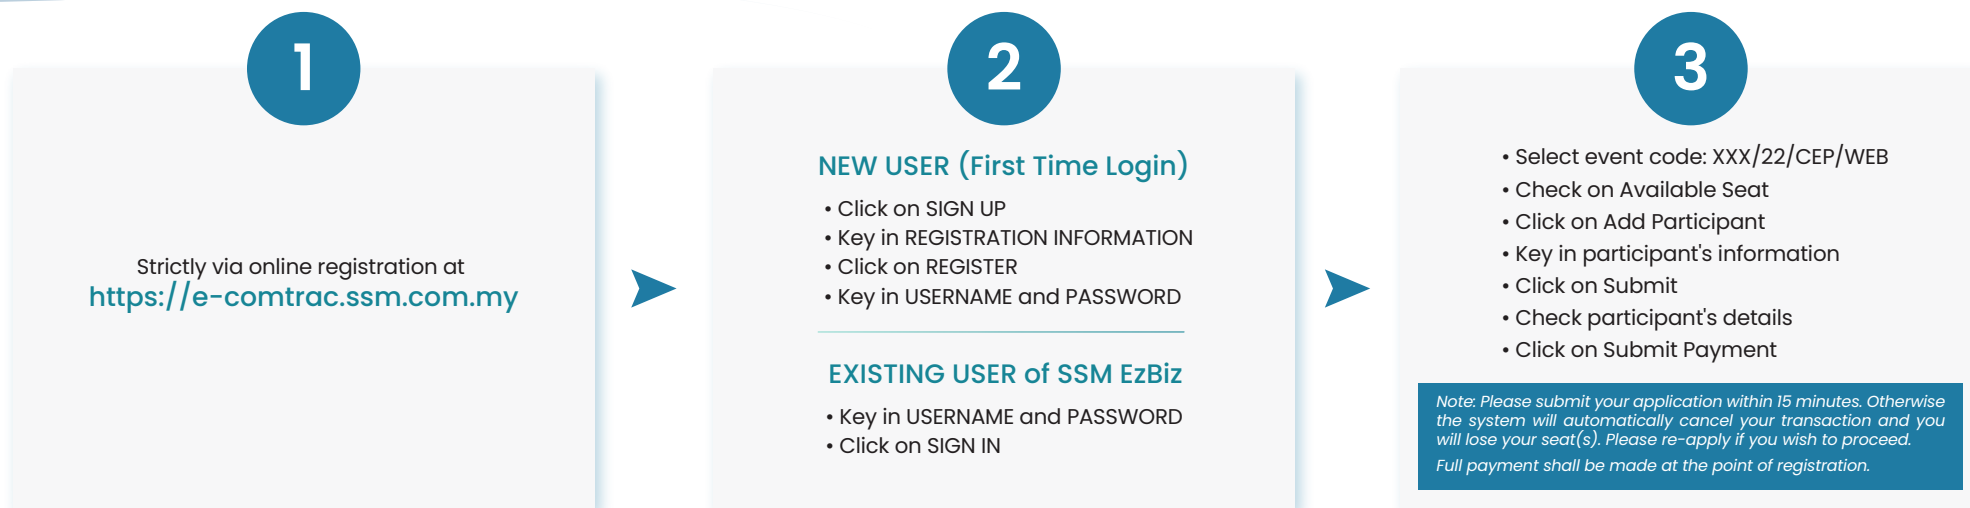 1
Strictly via online registration at
https://e-comtrac.ssm.com.my
2
NEW USER (First Time Login)
• Click on SIGN UP
• Key in REGISTRATION INFORMATION
• Click on REGISTER
• Key in USERNAME and PASSWORD
EXISTING USER of SSM EzBiz
• Key in USERNAME and PASSWORD
• Click on SIGN IN
3
• Select event code: XXX/22/CEP/WEB
• Check on Available Seat
• Click on Add Participant
• Key in participant's information
• Click on Submit
• Check participant's details
• Click on Submit Payment
Note: Please submit your application within 15 minutes. Otherwise
the system will automatically cancel your transaction and you
will lose your seat(s). Please re-apply if you wish to proceed.
Full payment shall be made at the point of registration.